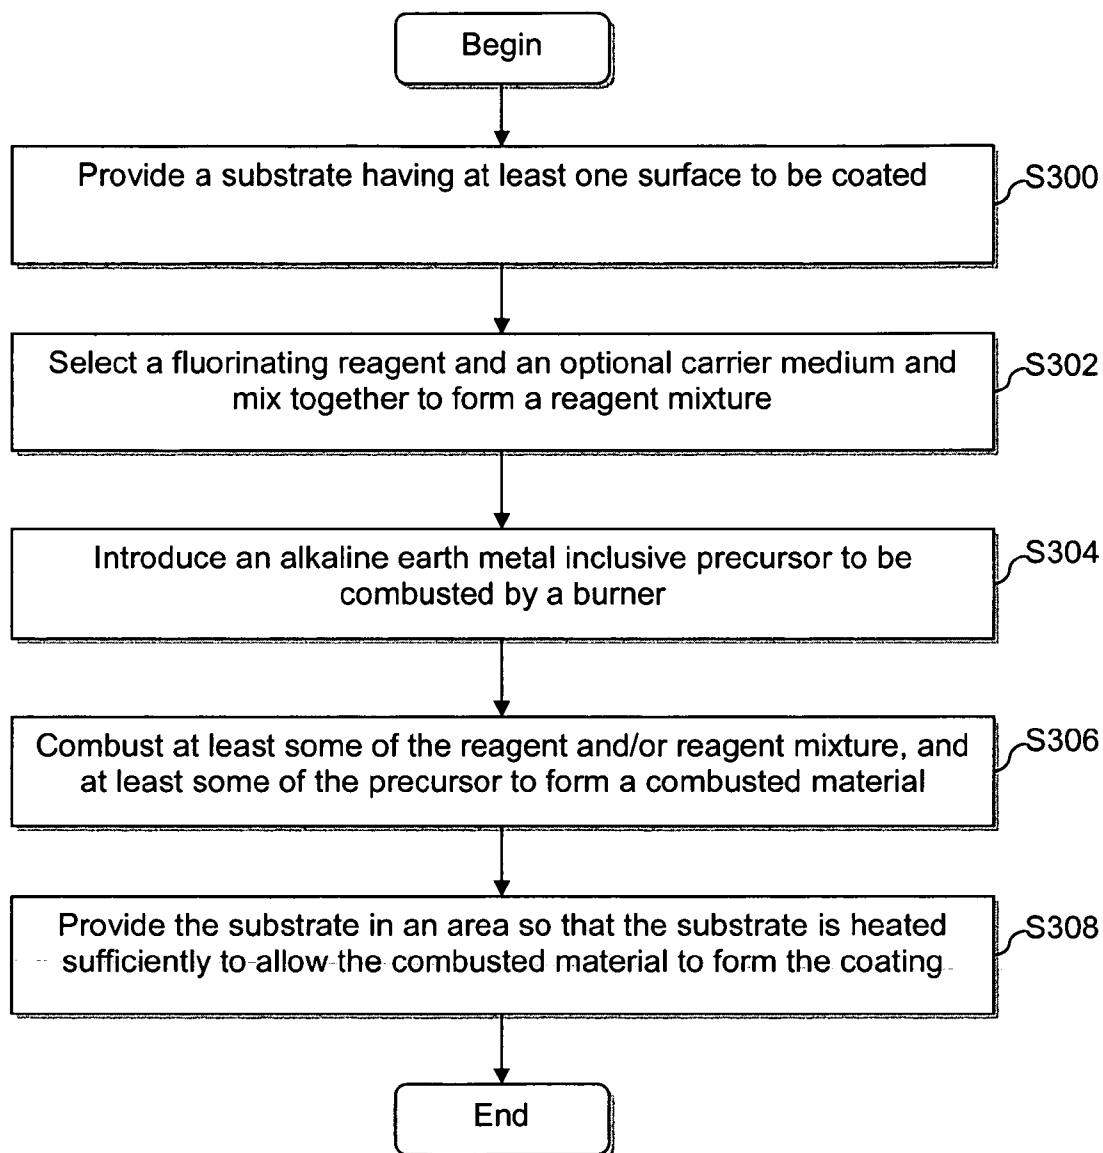 Begin
Provide a substrate having at least one surface to be coated
S300
Select a fluorinating reagent and an optional carrier medium and
mix together to form a reagent mixture
S302
Introduce an alkaline earth metal inclusive precursor to be
combusted by a burner
S304
Combust at least some of the reagent and/or reagent mixture, and
at least some of the precursor to form a combusted material
S306
Provide the substrate in an area so that the substrate is heated
sufficiently to allow the combusted material to form the coating
S308
End